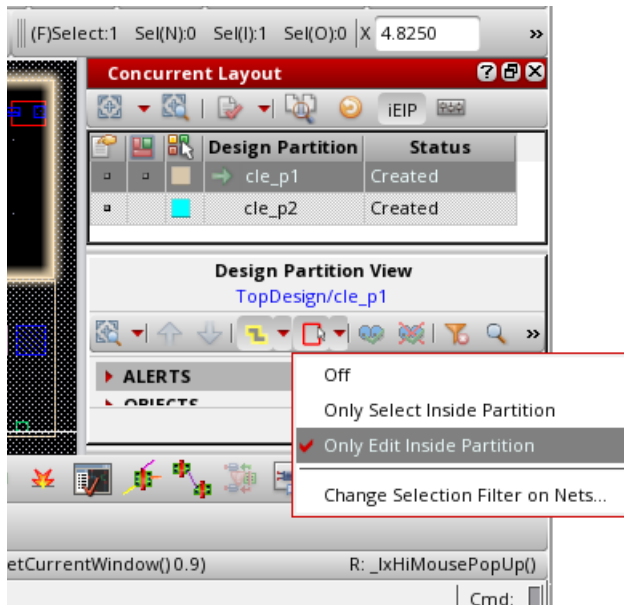 (F)Select:1 Sel(N):0 Sel(I):1 Sel(O):0 X 4.8250 »
Concurrent Layout
iEIP
Design Partition Status
cle_p1 Created
cle_p2 Created
Design Partition View
TopDesign/cle_p1
»
ALERTS
OBJECTS
Off
Only Select Inside Partition
Only Edit Inside Partition
Change Selection Filter on Nets...
etCurrentWindow() 0.9) R: _lxHiMousePopUp()
Cmd: